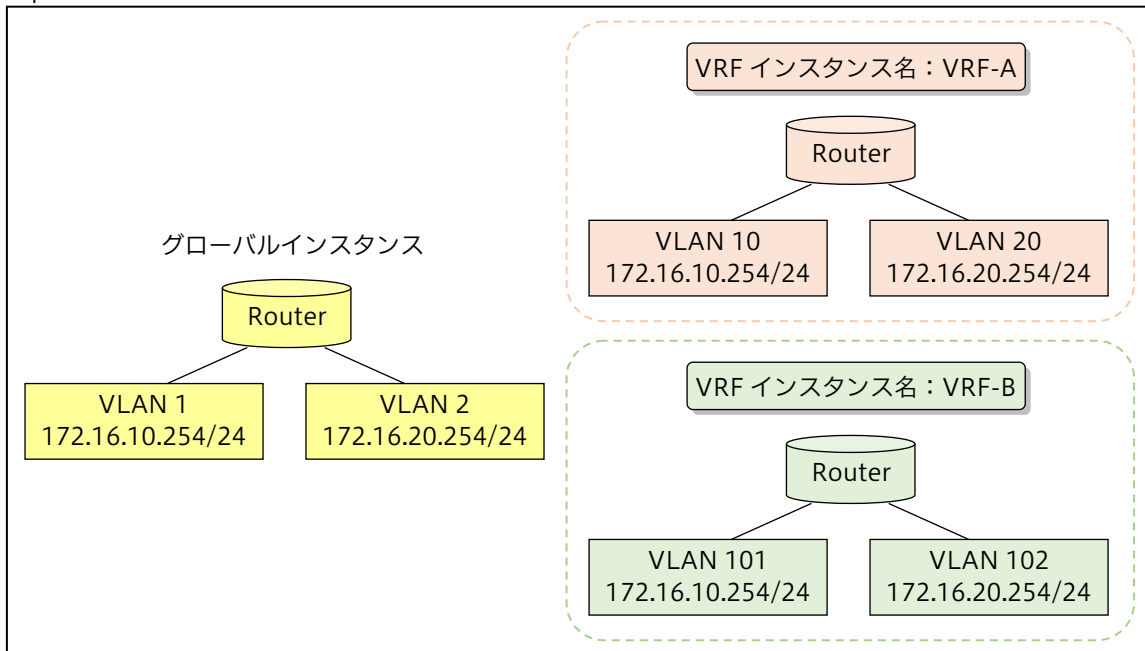 グローバルインスタンス
Router
VLAN 1
172.16.10.254/24
VLAN 2
172.16.20.254/24
VRF インスタンス名：VRF-A
Router
VLAN 10
172.16.10.254/24
VLAN 20
172.16.20.254/24
VRF インスタンス名：VRF-B
Router
VLAN 101
172.16.10.254/24
VLAN 102
172.16.20.254/24